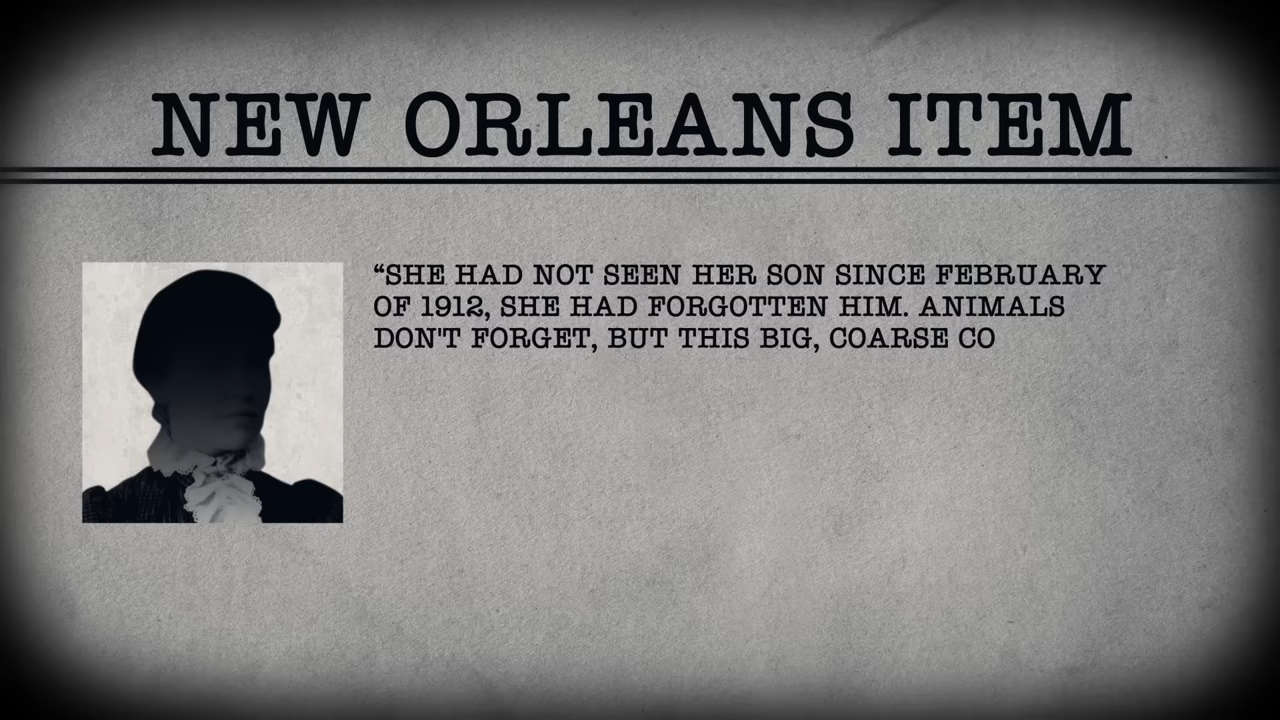 NEW ORLEANS ITEM
“SHE HAD NOT SEEN HER SON SINCE FEBRUARY
OF 1912, SHE HAD FORGOTTEN HIM. ANIMALS
DON'T FORGET, BUT THIS BIG, COARSE CO